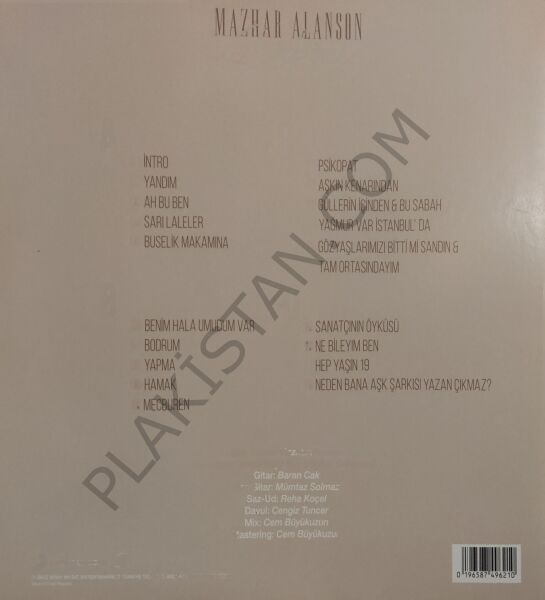 MAZHAR ALANSON
İNTRO
YANDIM
AH BU BEN
SARI LALELER
BUSELİK MAKAMINA
PSİKOPAT
AŞKIN KENARINDAN
GÜLLERİN İÇİNDEN & BU SABAH
YAĞMUR VAR İSTANBUL' DA
GÖZYAŞLARIMIZI BİTTİ Mİ SANDIN &
TAM ORTASINDAYIM
BENİM HALA UMUDUM VAR
BODRUM
YAPMA
HAMAK
MECBUREN
SANATÇININ ÖYKÜSÜ
NE BİLEYİM BEN
HEP YAŞIN 19
NEDEN BANA AŞK ŞARKISI YAZAN ÇIKMAZ?
PLAKİSTAN.COM
Gitar: Baran Cak
Gitar: Mümtaz Solmaz
Saz-Ud: Reha Koçel
Davul: Cengiz Tuncer
Mix: Cem Büyükuzun
Mastering: Cem Büyükuzun
0 196587 496210